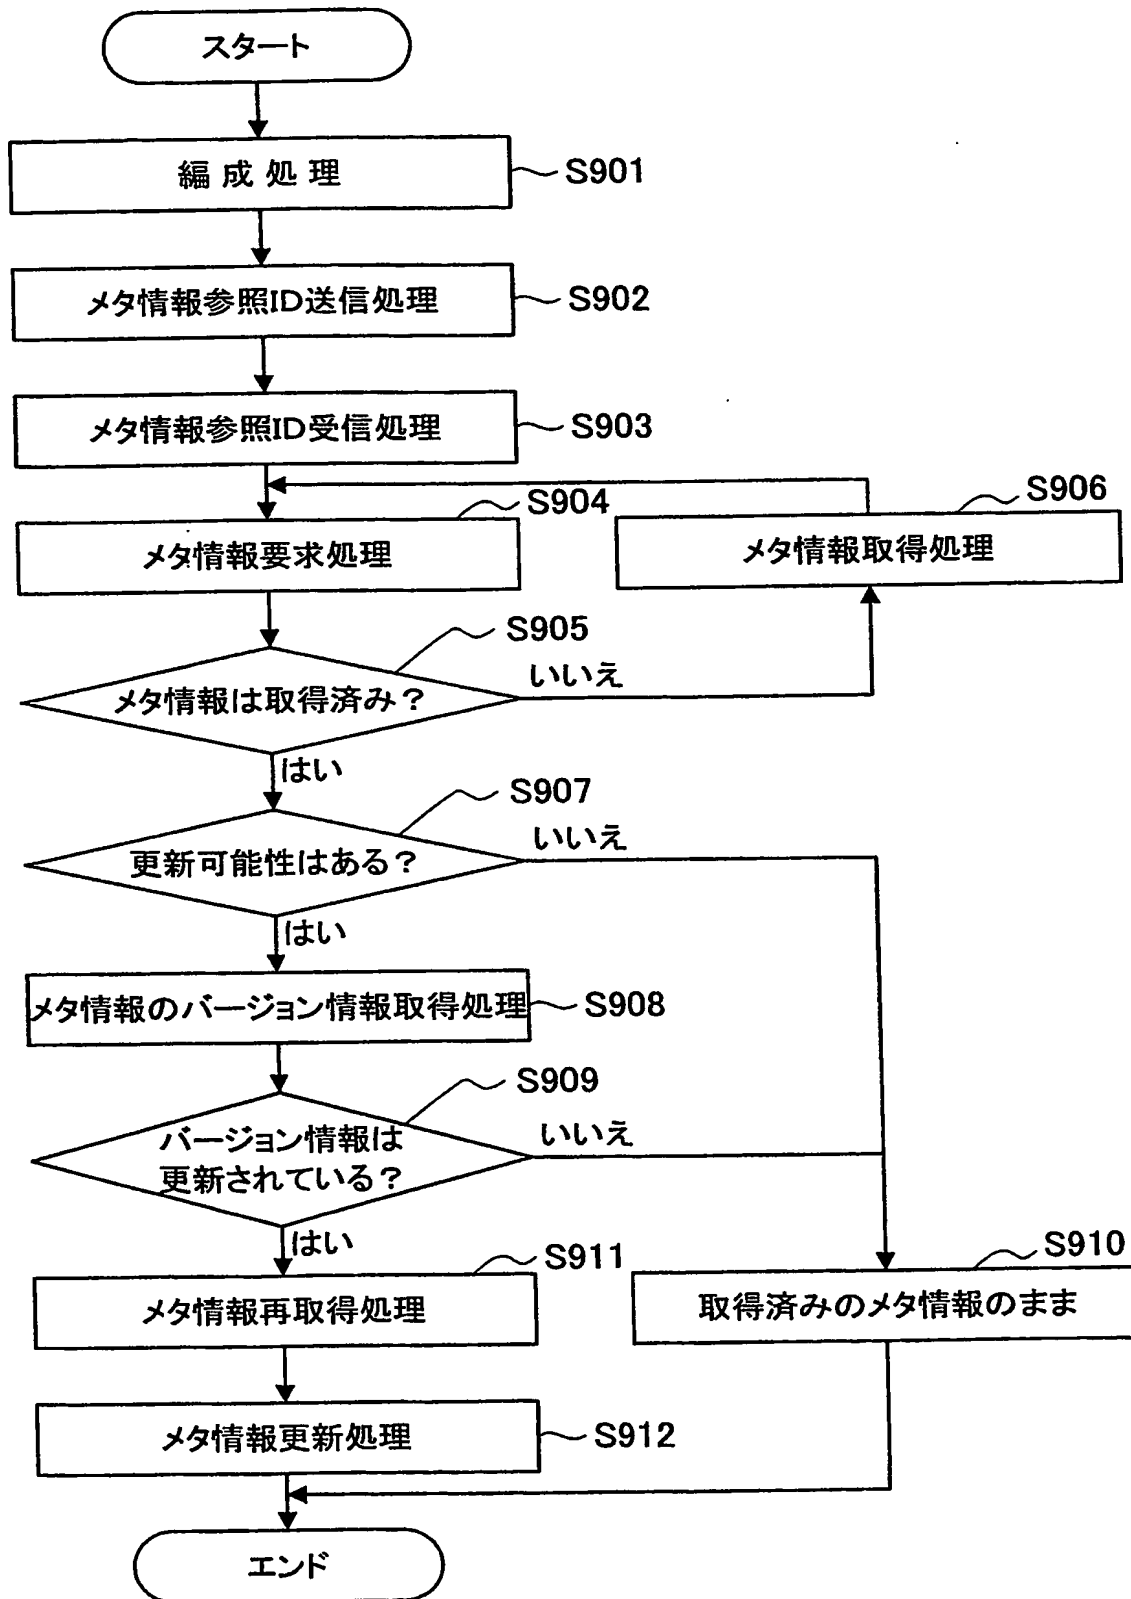 スタート
編成処理
S901
メタ情報参照ID送信処理
S902
メタ情報参照ID受信処理
S903
S904
メタ情報要求処理
S906
メタ情報取得処理
S905
メタ情報は取得済み？
いいえ
はい
S907
更新可能性はある？
いいえ
はい
メタ情報のバージョン情報取得処理
S908
S909
バージョン情報は
更新されている？
いいえ
はい
S911
メタ情報再取得処理
S910
取得済みのメタ情報のまま
メタ情報更新処理
S912
エンド